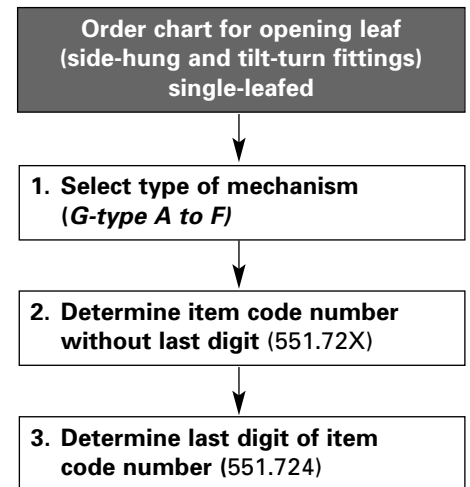 Order chart for opening leaf
(side-hung and tilt-turn fittings)
single-leafed
1. Select type of mechanism
(G-type A to F)
2. Determine item code number
without last digit (551.72X)
3. Determine last digit of item
code number (551.724)